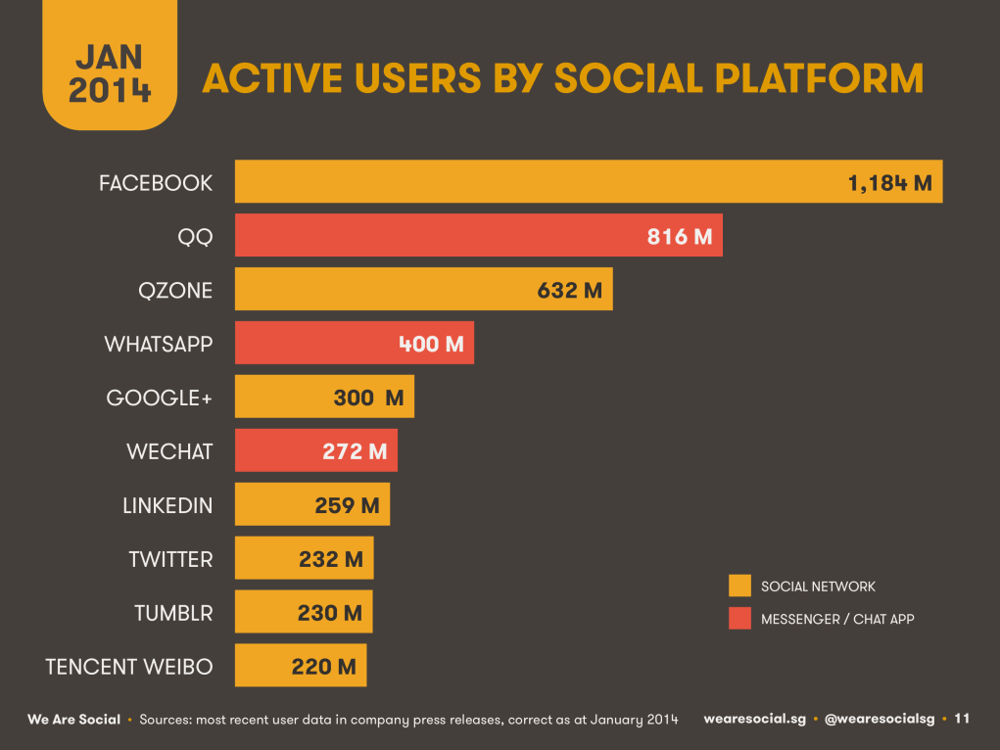 JAN
2014
ACTIVE USERS BY SOCIAL PLATFORM
FACEBOOK 1,184 M
QQ 816 M
QZONE 632 M
WHATSAPP 400 M
GOOGLE+ 300 M
WECHAT 272 M
LINKEDIN 259 M
TWITTER 232 M
TUMBLR 230 M
TENCENT WEIBO 220 M
SOCIAL NETWORK
MESSENGER / CHAT APP
We Are Social • Sources: most recent user data in company press releases, correct as at January 2014 wearesocial.sg • @wearesocialsg • 11